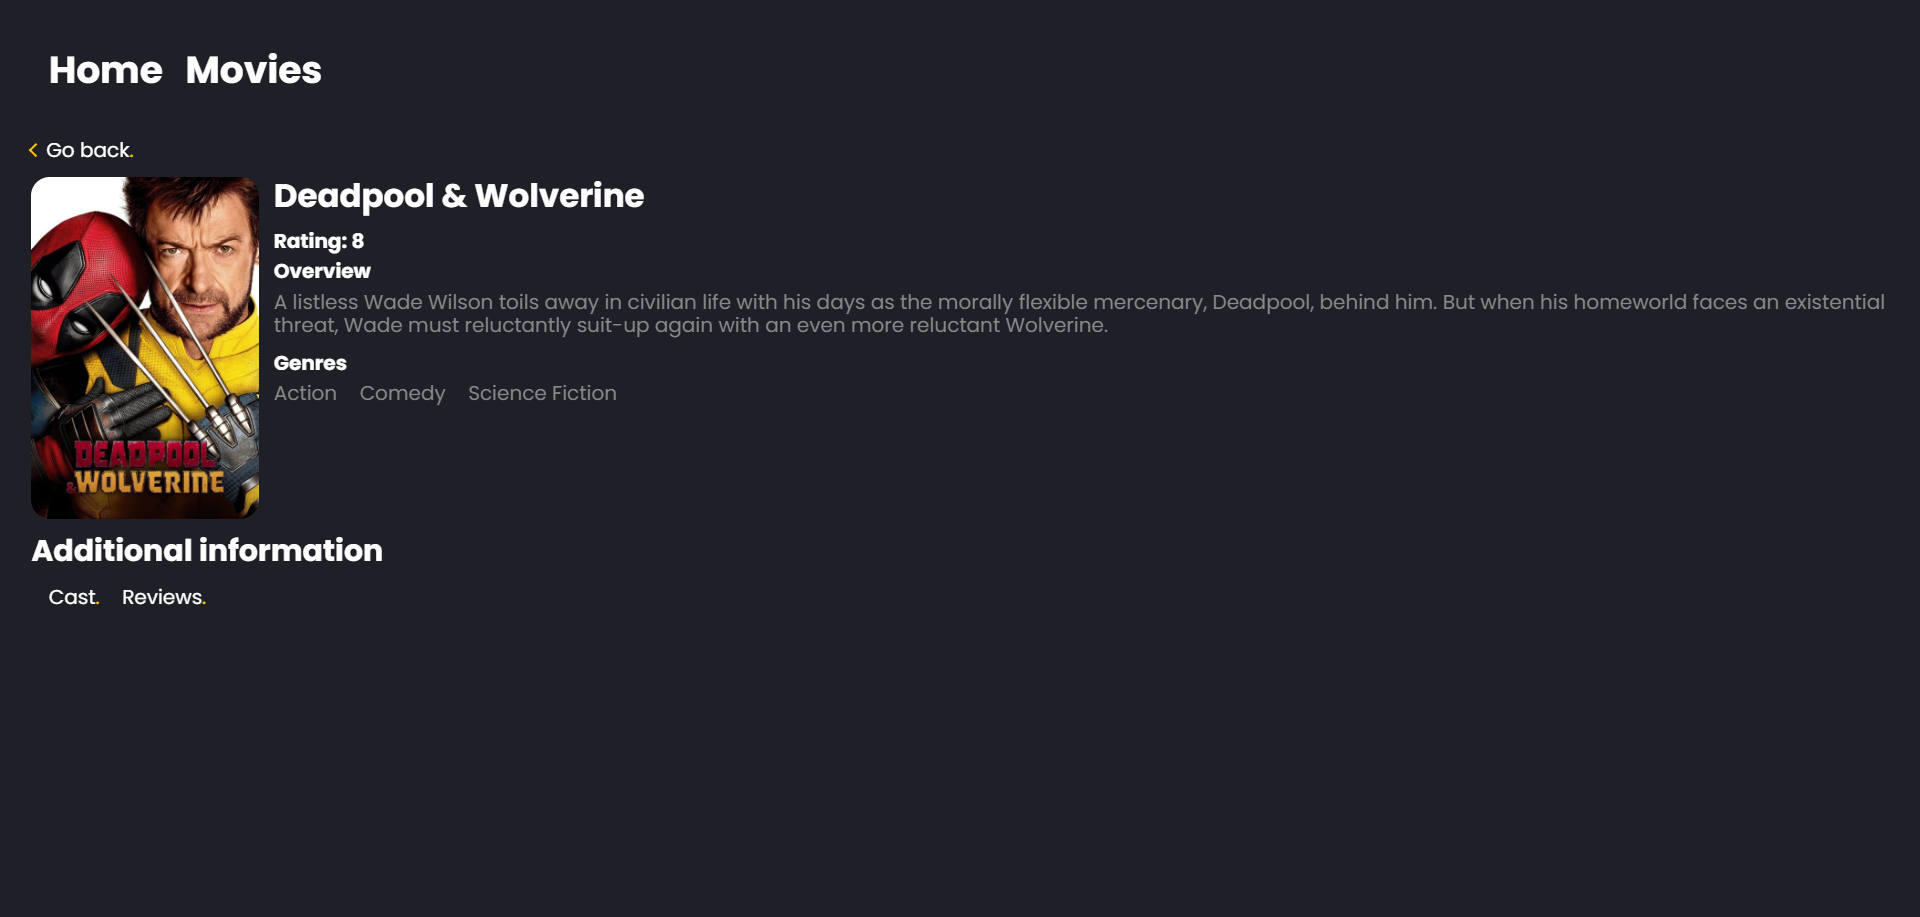 Home Movies
Go back.
Deadpool & Wolverine
Rating: 8
Overview
A listless Wade Wilson toils away in civilian life with his days as the morally flexible mercenary, Deadpool, behind him. But when his homeworld faces an existential
threat, Wade must reluctantly suit-up again with an even more reluctant Wolverine.
Genres
Action Comedy Science Fiction
DEADPOOL
&WOLVERINE
Additional information
Cast. Reviews.